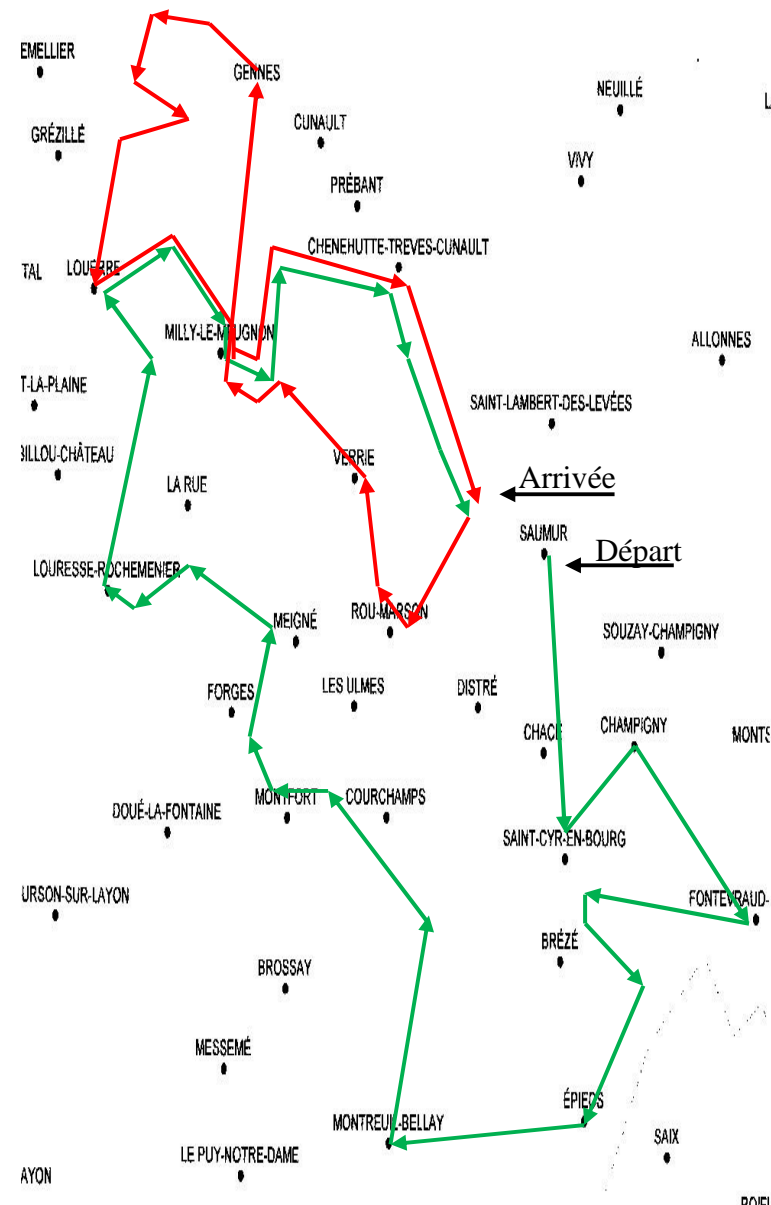 EMELLIER
GENNES
NEUILLÉ
CUNAULT
GRÉZILLÉ
VIVY
PRÉBANT
CHENEHUTTE-TREVES-CUNAULT
TAL
LOUERRE
MILLY-LE-MEUGNON
ALLONNES
T-LA-PLAINE
SAINT-LAMBERT-DES-LEVÉES
BILLOU-CHÂTEAU
VERRIE
LA RUE
Arrivée
SAUMUR
Départ
LOURESSE-ROCHEMENIER
ROU-MARSON
MEIGNÉ
SOUZAY-CHAMPIGNY
FORGES
LES ULMES
DISTRÉ
CHACÉ
CHAMPIGNY
MONTS
MONTFORT
COURCHAMPS
DOUÉ-LA-FONTAINE
SAINT-CYR-EN-BOURG
URSON-SUR-LAYON
FONTEVRAUD-
BRÉZÉ
BROSSAY
MESSEMÉ
ÉPIEDS
MONTREUIL-BELLAY
SAIX
LE PUY-NOTRE-DAME
AYON